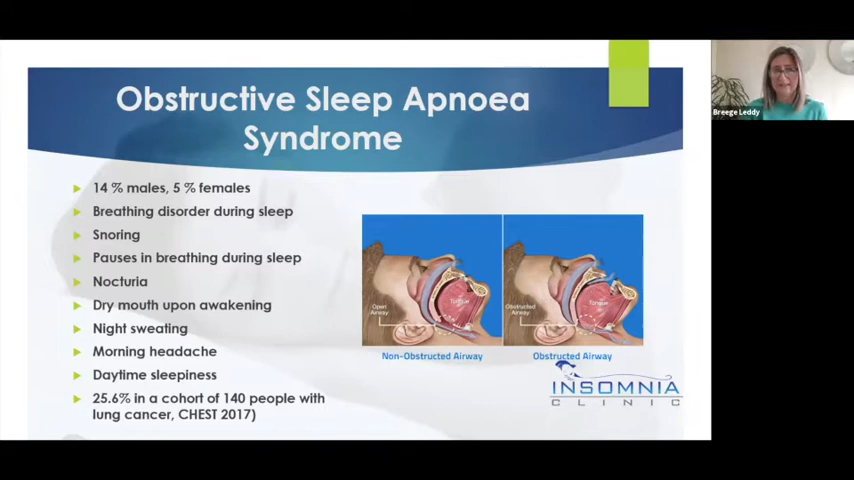 Obstructive Sleep Apnoea
Syndrome
14 % males, 5 % females
Breathing disorder during sleep
Snoring
Pauses in breathing during sleep
Nocturia
Dry mouth upon awakening
Night sweating
Morning headache
Daytime sleepiness
25.6% in a cohort of 140 people with
lung cancer, CHEST 2017)
Open
Airway
Tongue
Obstructed
Airway
Tongue
Non-Obstructed Airway
Obstructed Airway
INSOMNIA
CLINIC
Breege Leddy